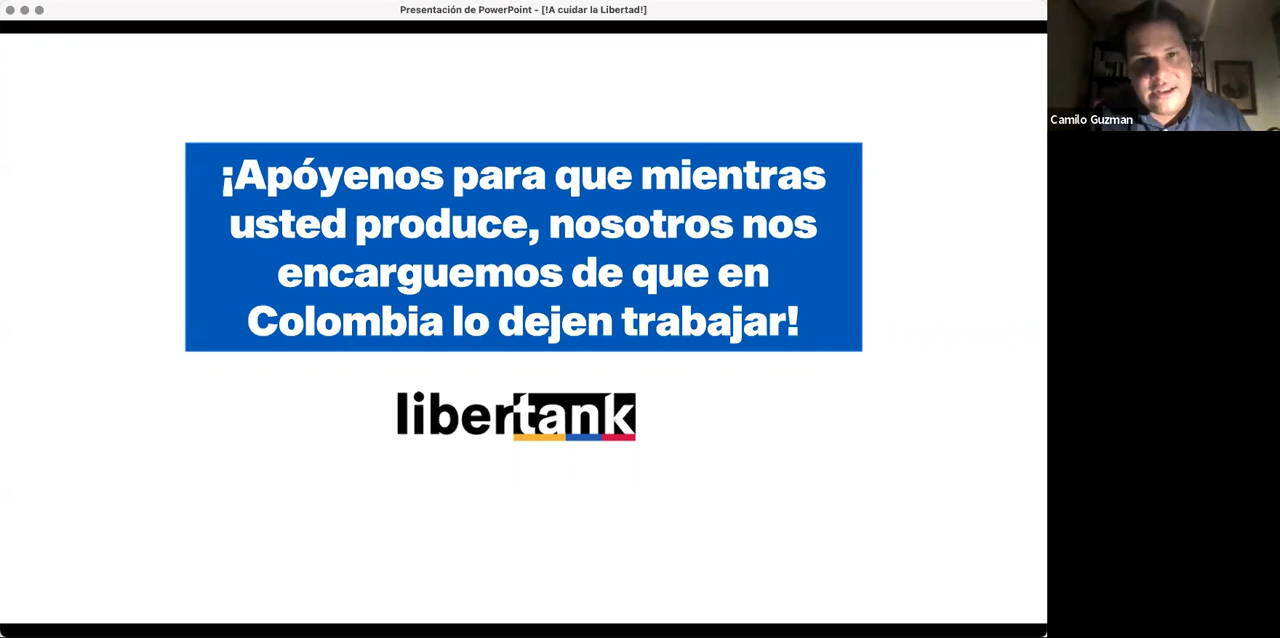 Presentación de PowerPoint - [!A cuidar la Libertad!]
Camilo Guzman
¡Apóyenos para que mientras
usted produce, nosotros nos
encarguemos de que en
Colombia lo dejen trabajar!
libertank